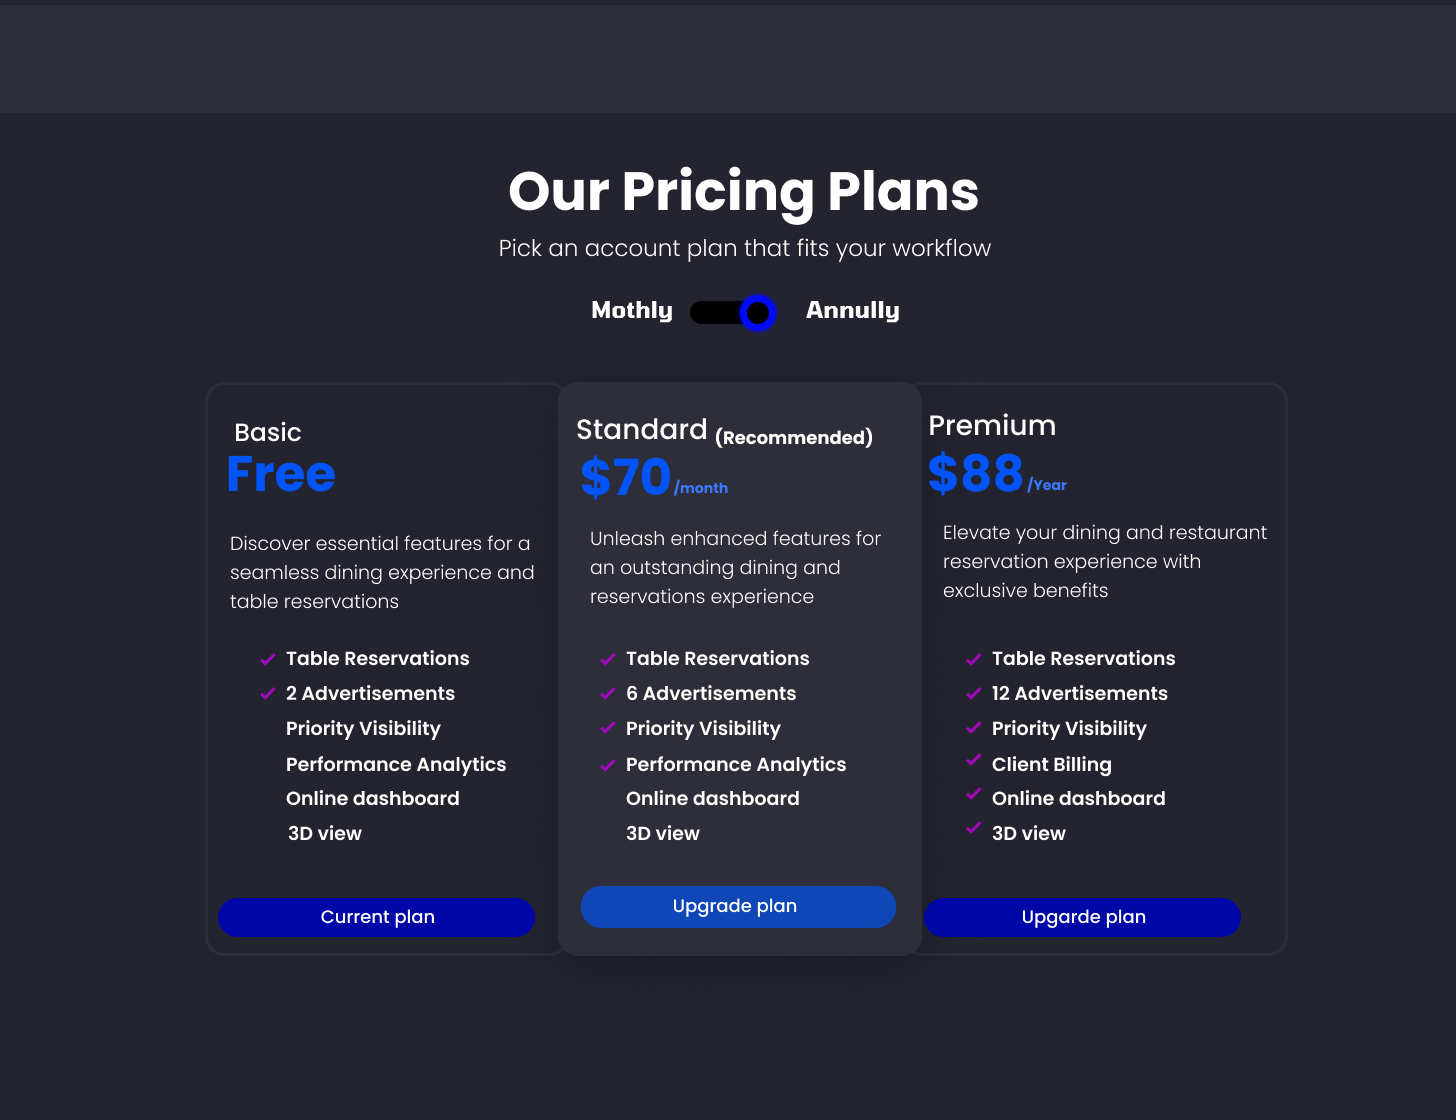 Our Pricing Plans
Pick an account plan that fits your workflow
Mothly Annully
Basic
Free
Discover essential features for a
seamless dining experience and
table reservations
Table Reservations
2 Advertisements
Priority Visibility
Performance Analytics
Online dashboard
3D view
Current plan
Standard (Recommended)
$70 /month
Unleash enhanced features for
an outstanding dining and
reservations experience
Table Reservations
6 Advertisements
Priority Visibility
Performance Analytics
Online dashboard
3D view
Upgrade plan
Premium
$88 /Year
Elevate your dining and restaurant
reservation experience with
exclusive benefits
Table Reservations
12 Advertisements
Priority Visibility
Client Billing
Online dashboard
3D view
Upgarde plan